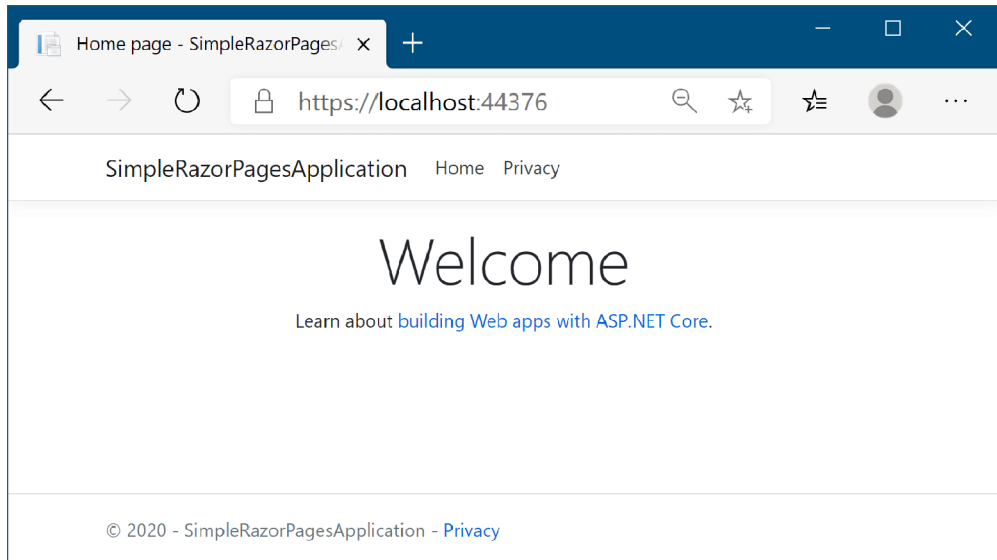 Home page - SimpleRazorPages
https://localhost:44376
SimpleRazorPagesApplication Home Privacy
Welcome
Learn about building Web apps with ASP.NET Core.
© 2020 - SimpleRazorPagesApplication - Privacy